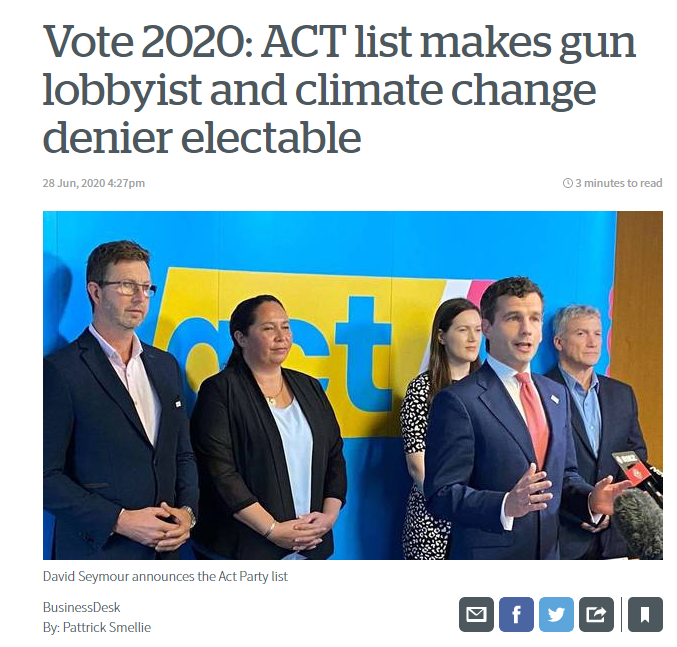 Vote 2020: ACT list makes gun
lobbyist and climate change
denier electable
28 Jun, 2020 4:27pm
3 minutes to read
act
David Seymour announces the Act Party list
BusinessDesk
By: Pattrick Smellie